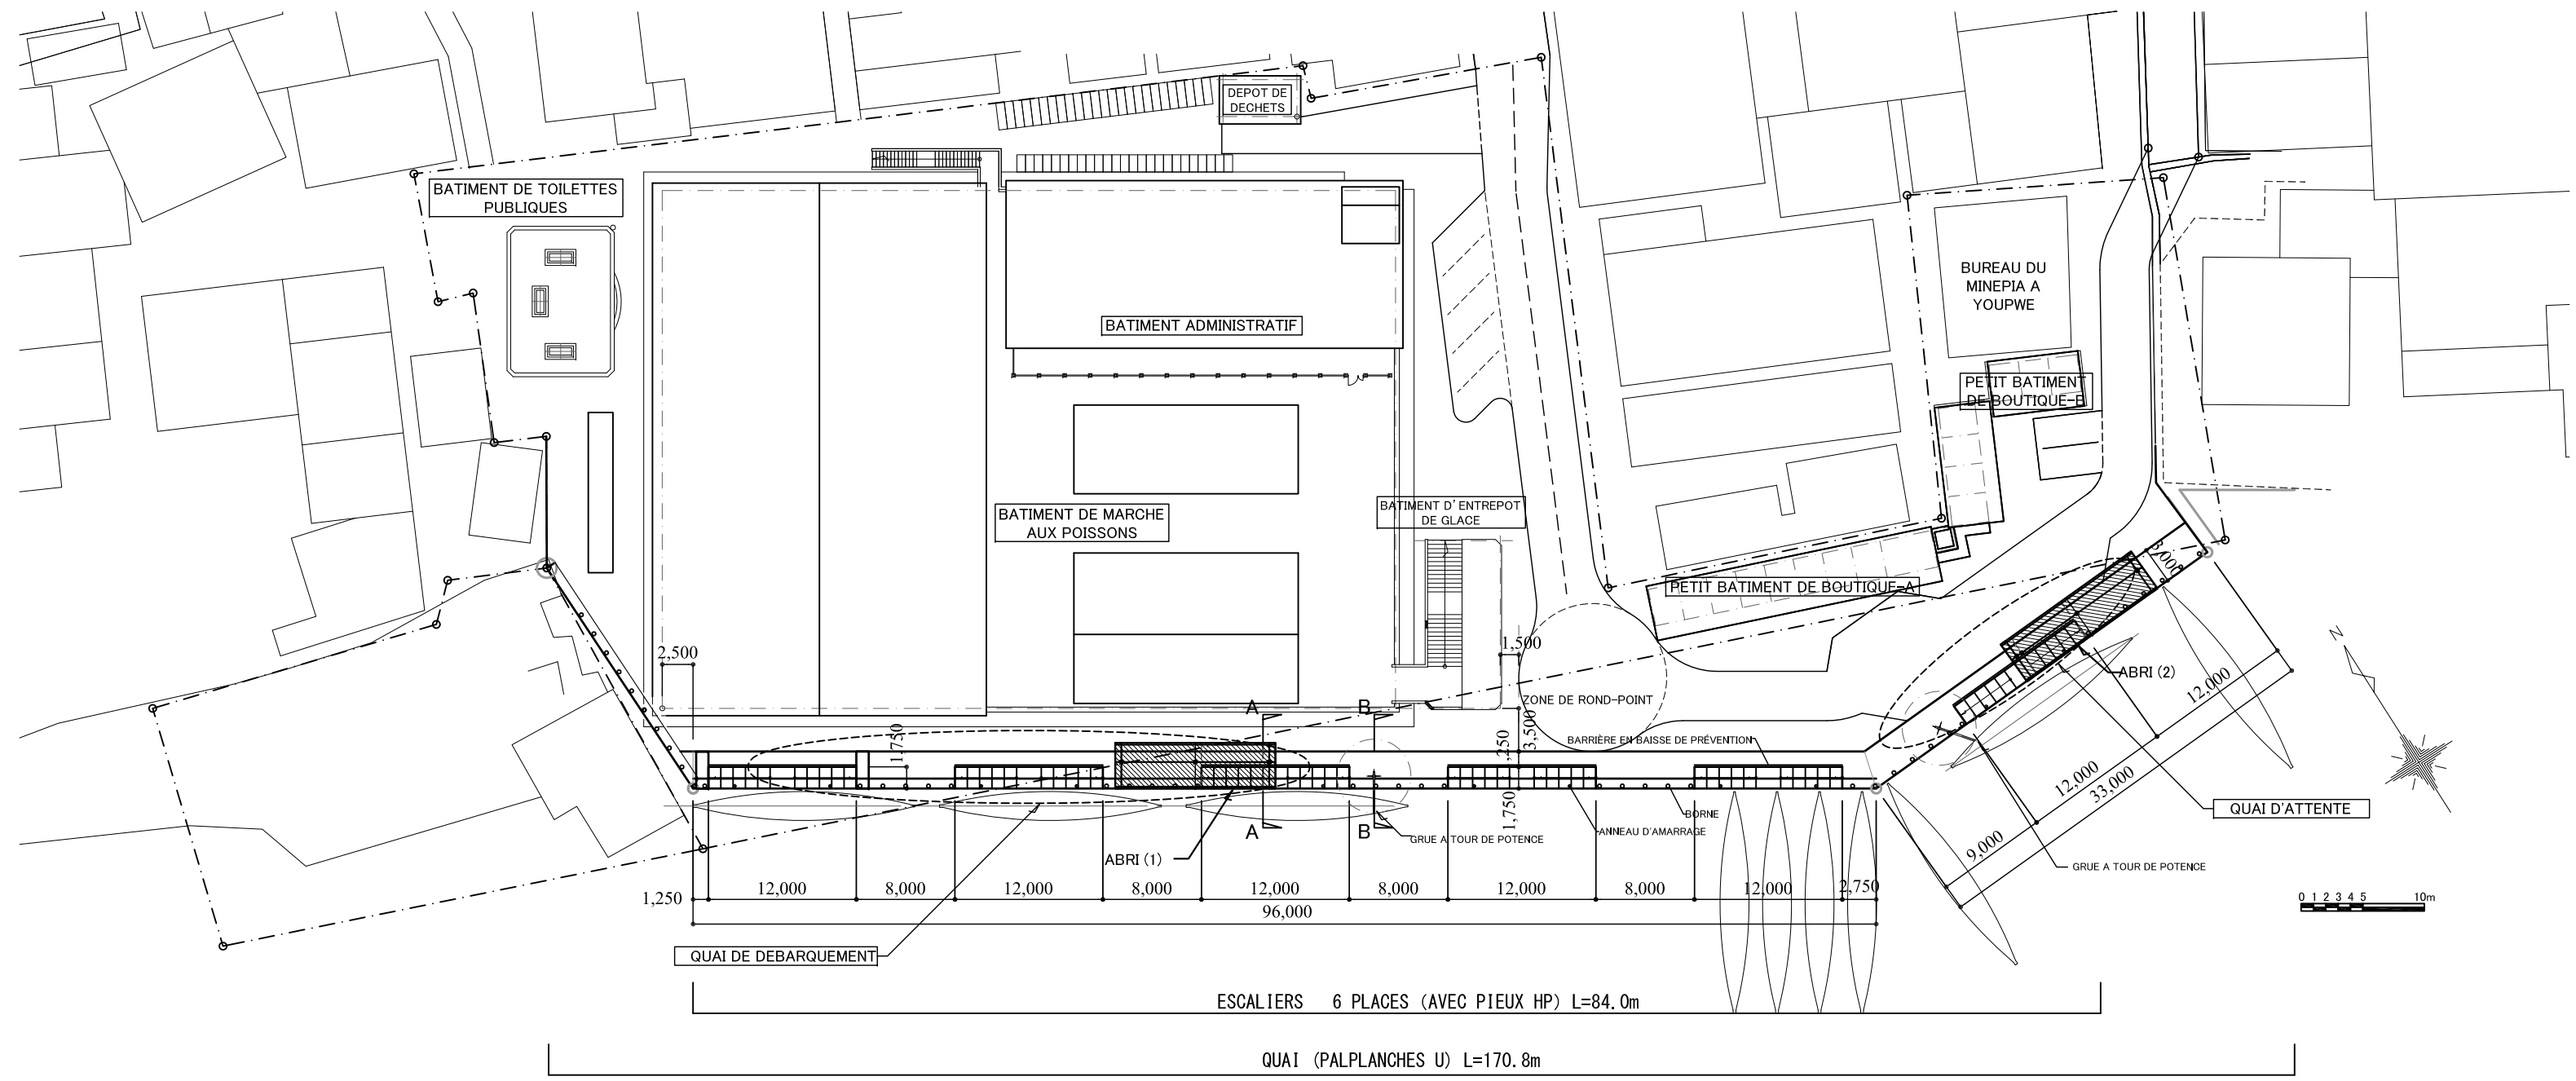 DEPOT DE
DECHETS
BATIMENT DE TOILETTES
PUBLIQUES
BUREAU DU
MINEPIA A
YOUPWE
BATIMENT ADMINISTRATIF
PETIT BATIMENT
DE BOUTIQUE-B
BATIMENT DE MARCHE
AUX POISSONS
BATIMENT D'ENTREPOT
DE GLACE
PETIT BATIMENT DE BOUTIQUE-A
3,000
N
2,500
1,500
ABRI (2)
12,000
ZONE DE ROND-POINT
A
B
1,750
1,250
3,500
BARRIÈRE EN BAISSE DE PRÉVENTION
12,000
33,000
QUAI D'ATTENTE
1,750
BORNE
ANNEAU D'AMARRAGE
A
B
GRUE A TOUR DE POTENCE
ABRI (1)
9,000
GRUE A TOUR DE POTENCE
1,250
12,000
8,000
12,000
8,000
12,000
8,000
12,000
8,000
12,000
2,750
0 1 2 3 4 5 10m
96,000
QUAI DE DEBARQUEMENT
ESCALIERS 6 PLACES (AVEC PIEUX HP) L=84.0m
QUAI (PALPLANCHES U) L=170.8m